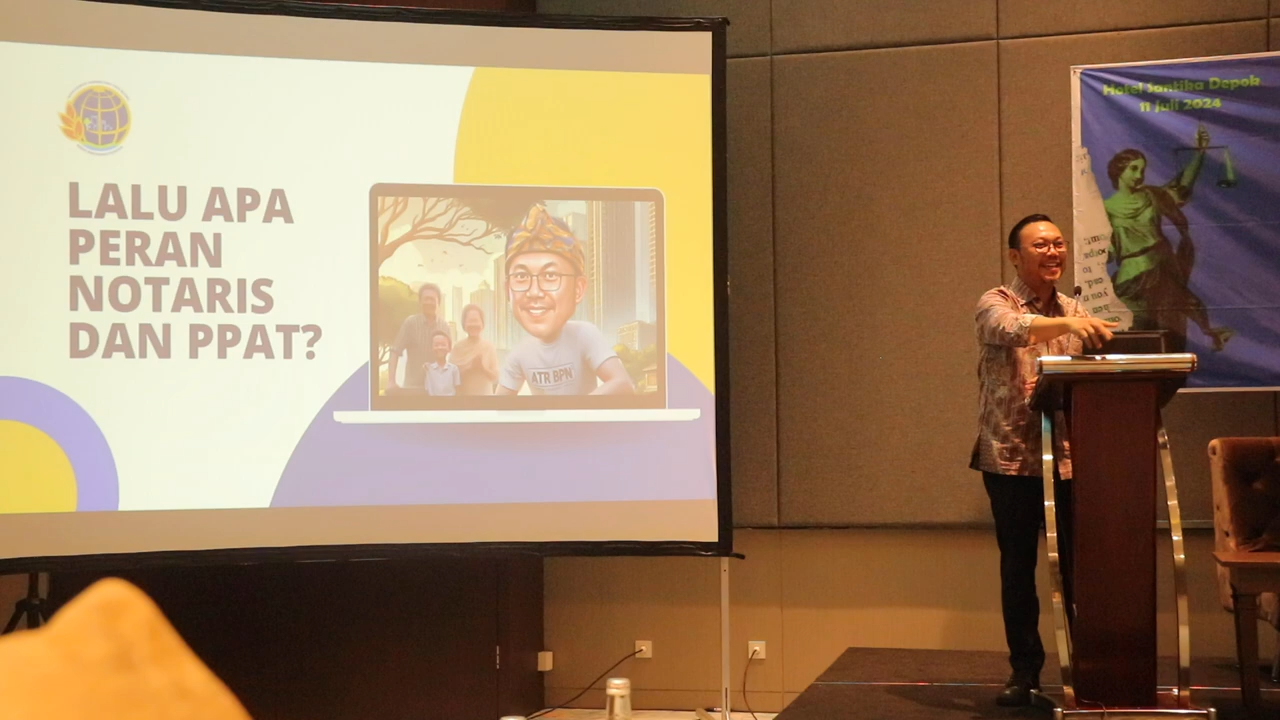 LALU APA
PERAN
NOTARIS
DAN PPAT?
ATR BPN
Hotel Santika Depok
11 Juli 2024